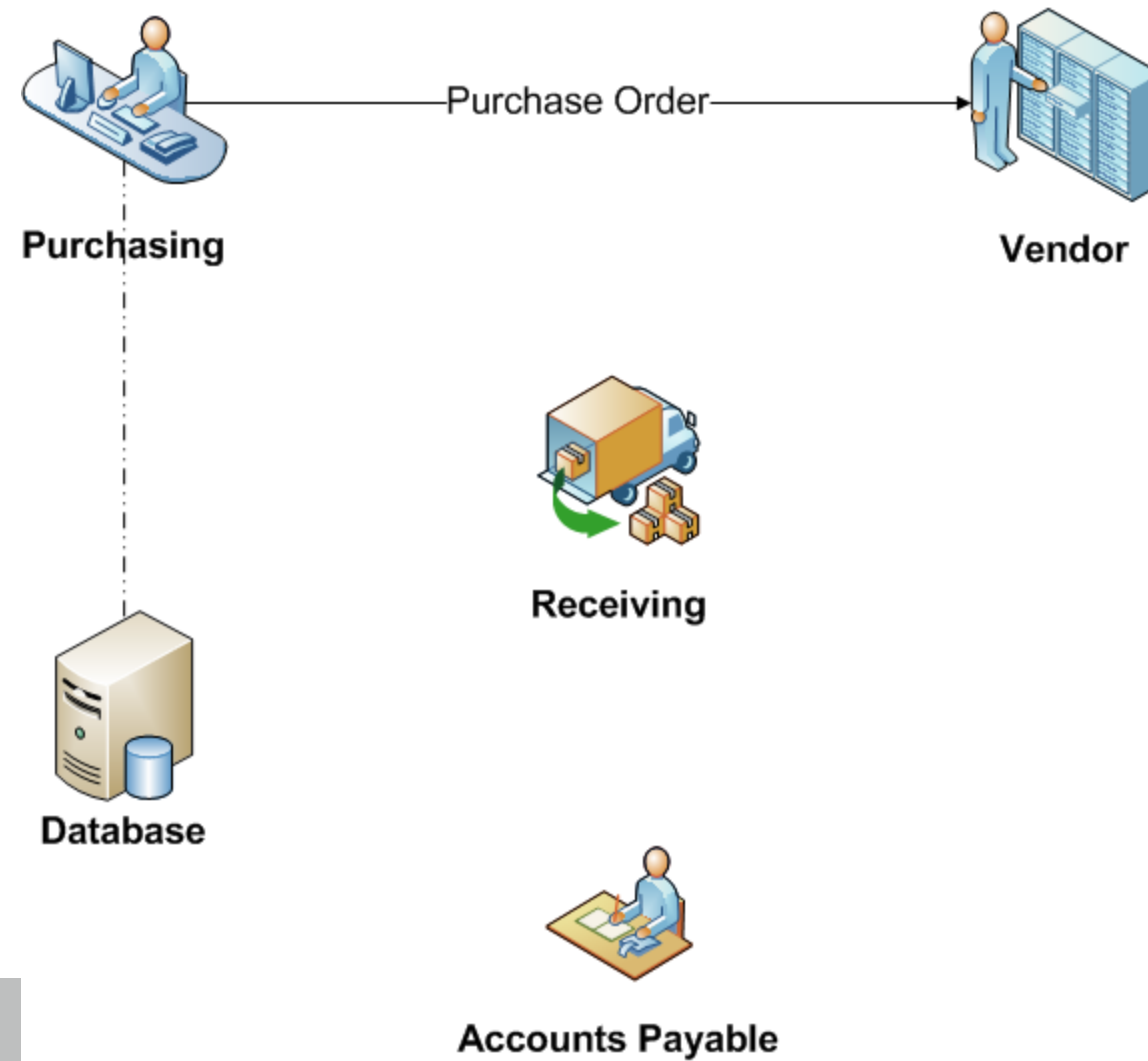 Purchase Order
Purchasing
Vendor
Receiving
Database
Accounts Payable